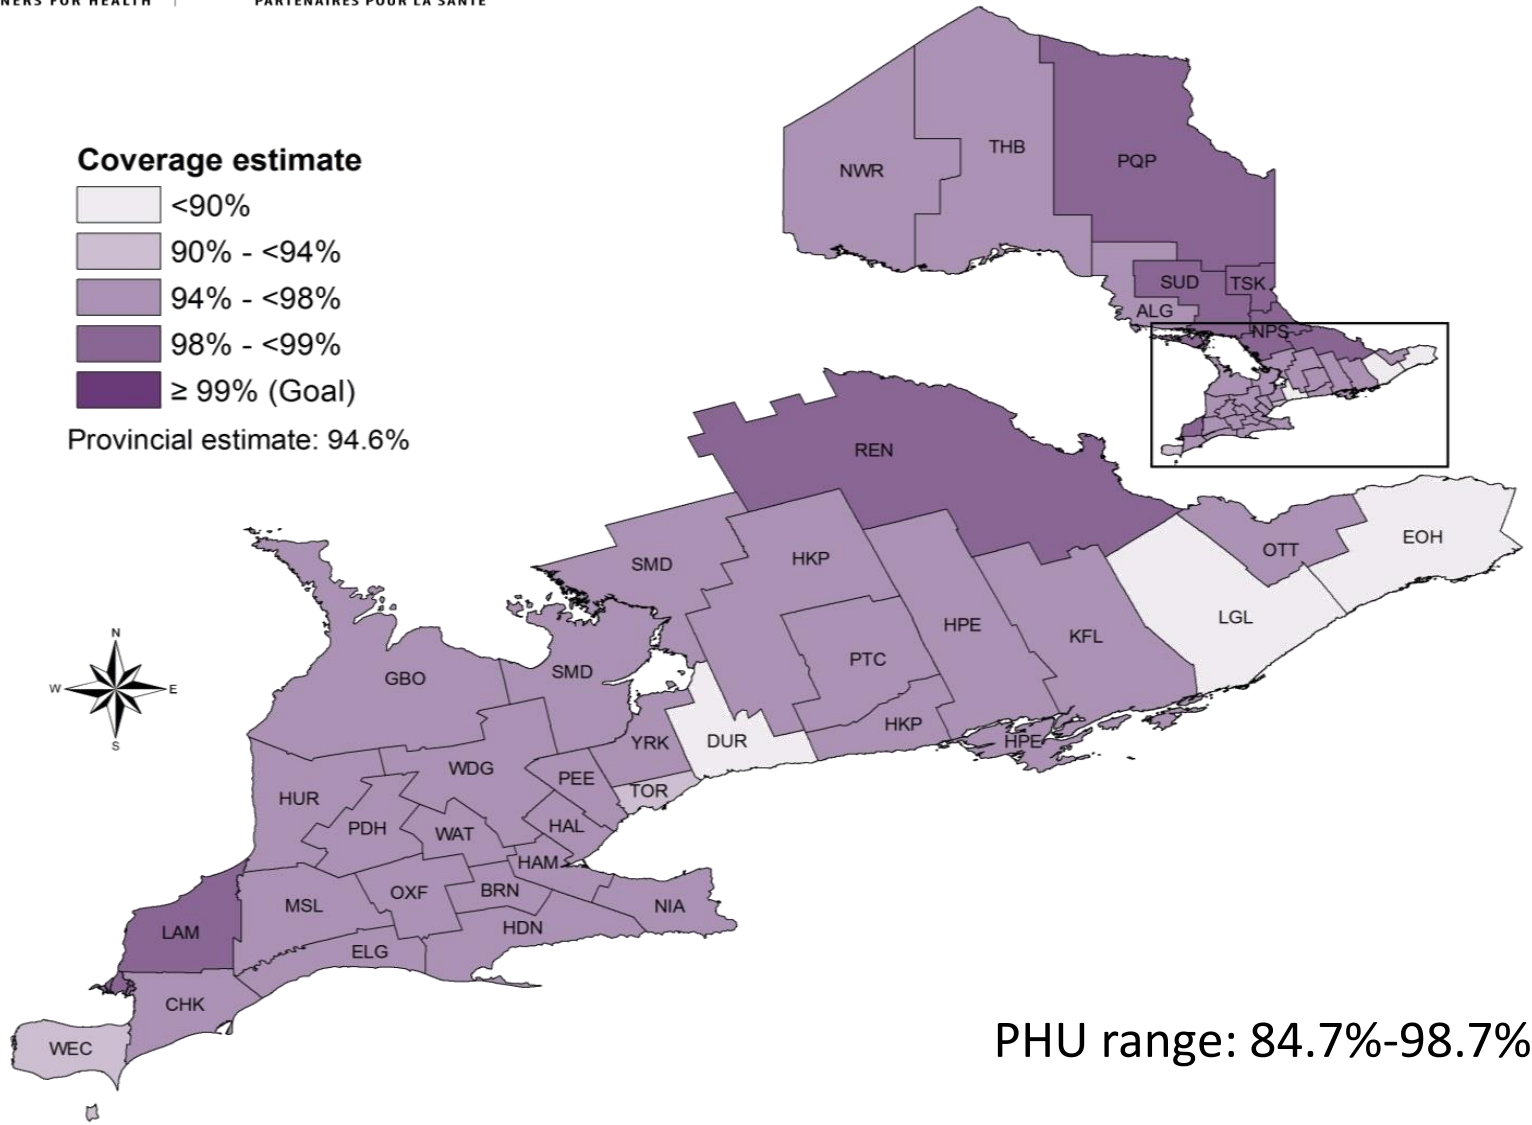 PARTENAIRES POUR LA SANTÉ
Coverage estimate
<90%
90% - <94%
94% - <98%
98% - <99%
≥ 99% (Goal)
Provincial estimate: 94.6%
NWR
THB
PQP
SUD
TSK
ALG
NPS
REN
SMD
HKP
OTT
EOH
LGL
HPE
KFL
PTC
GBO
SMD
HKP
HPE
YRK
DUR
WDG
PEE
TOR
HUR
PDH
WAT
HAL
HAM
OXF
BRN
MSL
NIA
HDN
LAM
ELG
CHK
WEC
N
W
E
S
PHU range: 84.7%-98.7%